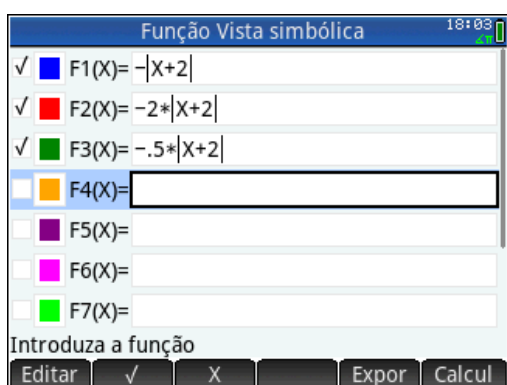 Função Vista simbólica 18:03
∡π
√ F1(X)= −|X+2|
√ F2(X)= −2*|X+2|
√ F3(X)= −.5*|X+2|
F4(X)=
F5(X)=
F6(X)=
F7(X)=
Introduza a função
Editar √ X Expor Calcul